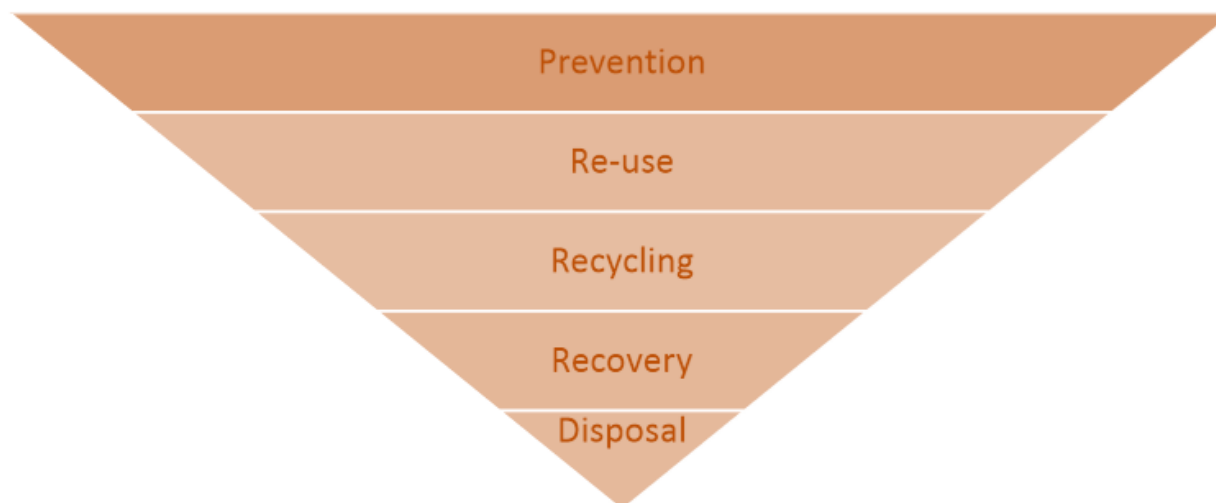 Prevention
Re-use
Recycling
Recovery
Disposal